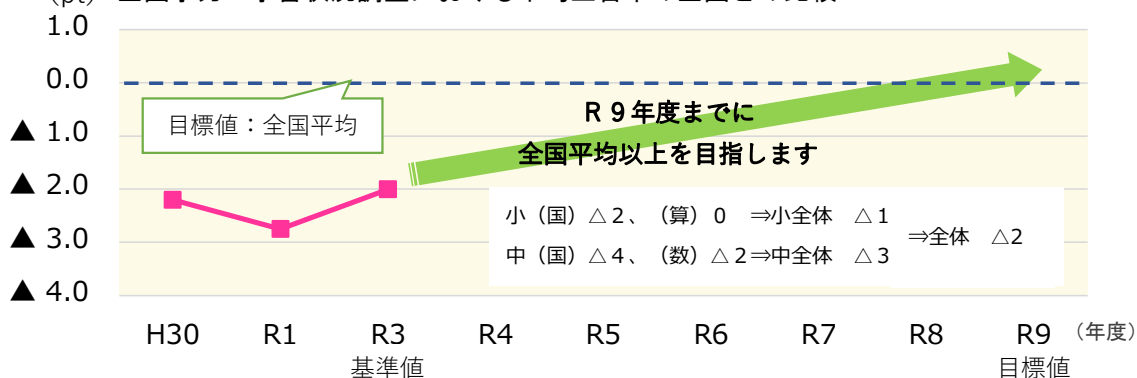 1.0
0.0
▲ 1.0
▲ 2.0
▲ 3.0
▲ 4.0
目標値：全国平均
R９年度までに
全国平均以上を目指します
小（国）△２、（算）０ ⇒小全体 △１
中（国）△４、（数）△２⇒中全体 △３
⇒全体 △2
H30 R1 R3 R4 R5 R6 R7 R8 R9 （年度）
基準値 目標値